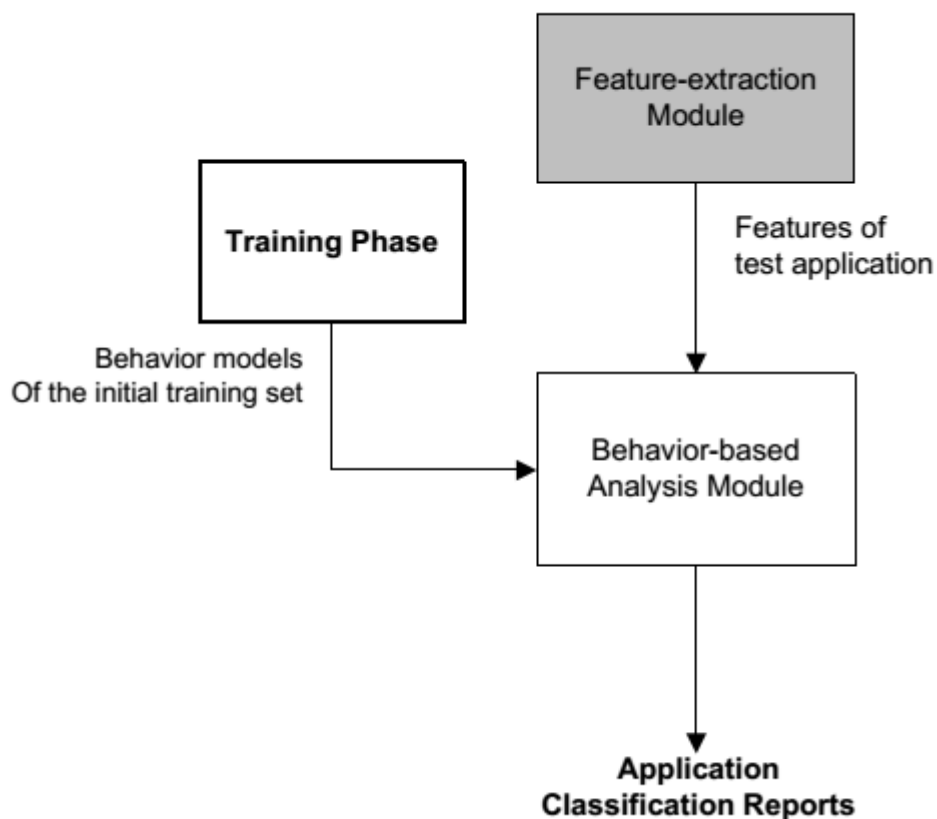 Feature-extraction
Module
Training Phase
Features of
test application
Behavior models
Of the initial training set
Behavior-based
Analysis Module
Application
Classification Reports